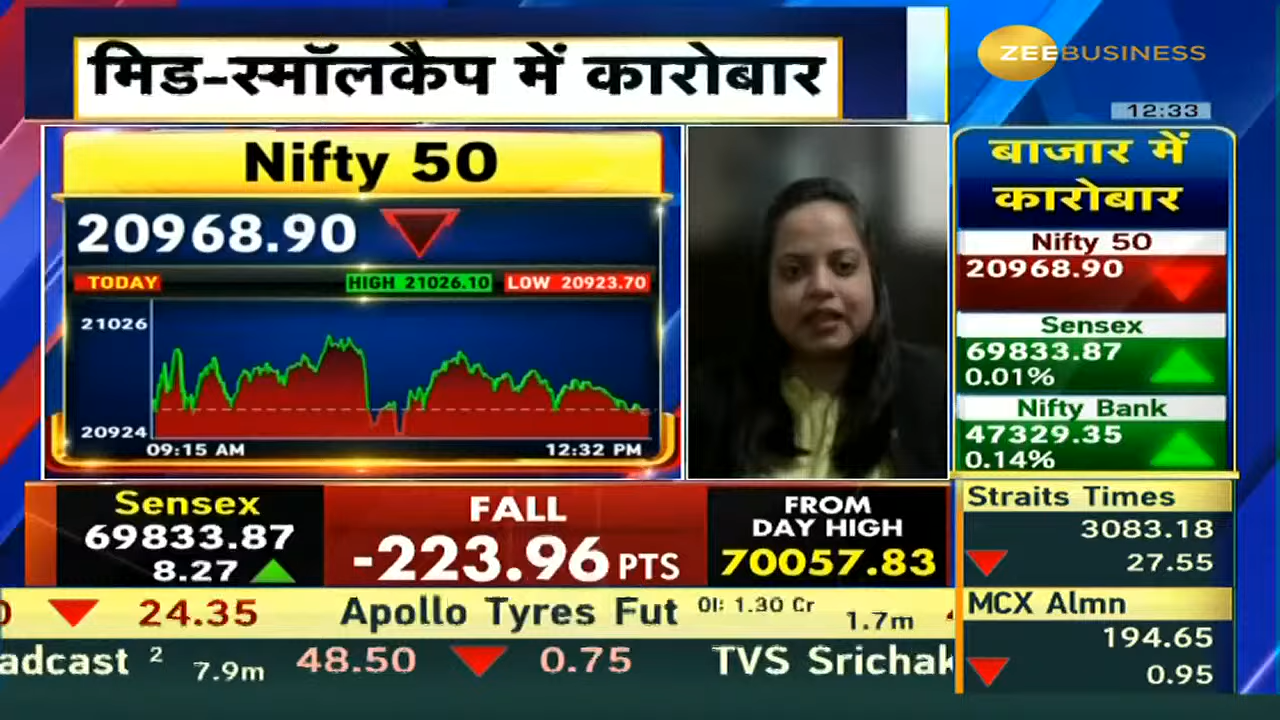 मिड-स्मॉलकैप में कारोबार
ZEEBUSINESS
12:33
Nifty 50
20968.90
TODAY
HIGH 21026.10
LOW 20923.70
21026
20924
09:15 AM
12:32 PM
बाजार में
कारोबार
Nifty 50
20968.90
Sensex
69833.87
0.01%
Nifty Bank
47329.35
0.14%
Straits Times
3083.18
27.55
MCX Almn
194.65
0.95
Sensex
69833.87
8.27
FALL
-223.96 PTS
FROM
DAY HIGH
70057.83
24.35 Apollo Tyres Fut OI: 1.30 Cr 1.7m
adcast 2 7.9m 48.50 0.75 TVS Srichak